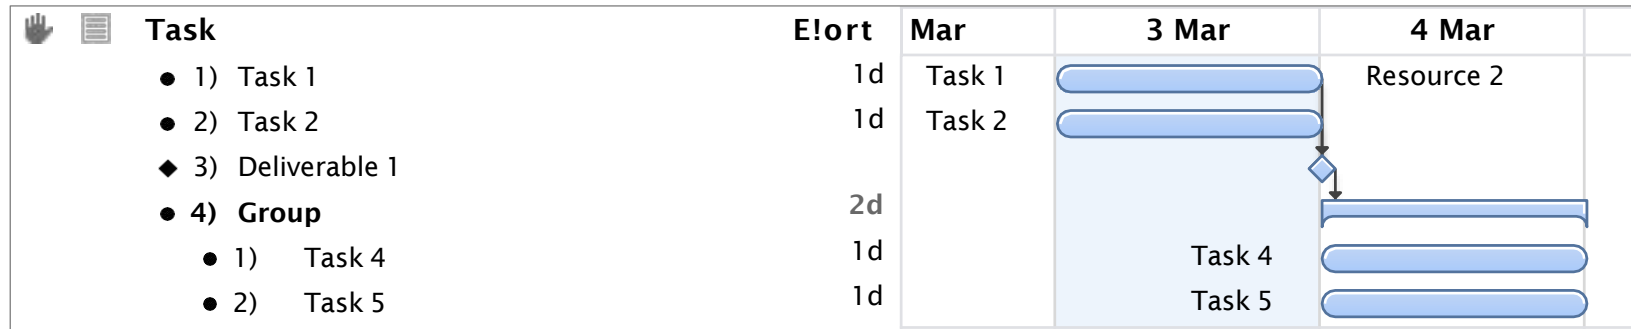 Task E!ort Mar 3 Mar 4 Mar
1) Task 1 1d Task 1 Resource 2
2) Task 2 1d Task 2
3) Deliverable 1
4) Group 2d
1) Task 4 1d Task 4
2) Task 5 1d Task 5